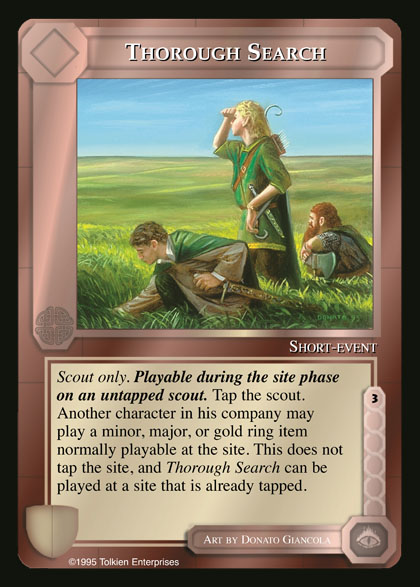 THOROUGH SEARCH
DONATO
SHORT-EVENT
Scout only. Playable during the site phase
on an untapped scout. Tap the scout.
Another character in his company may
play a minor, major, or gold ring item
normally playable at the site. This does not
tap the site, and Thorough Search can be
played at a site that is already tapped.
3
ART BY DONATO GIANCOLA
©1995 Tolkien Enterprises